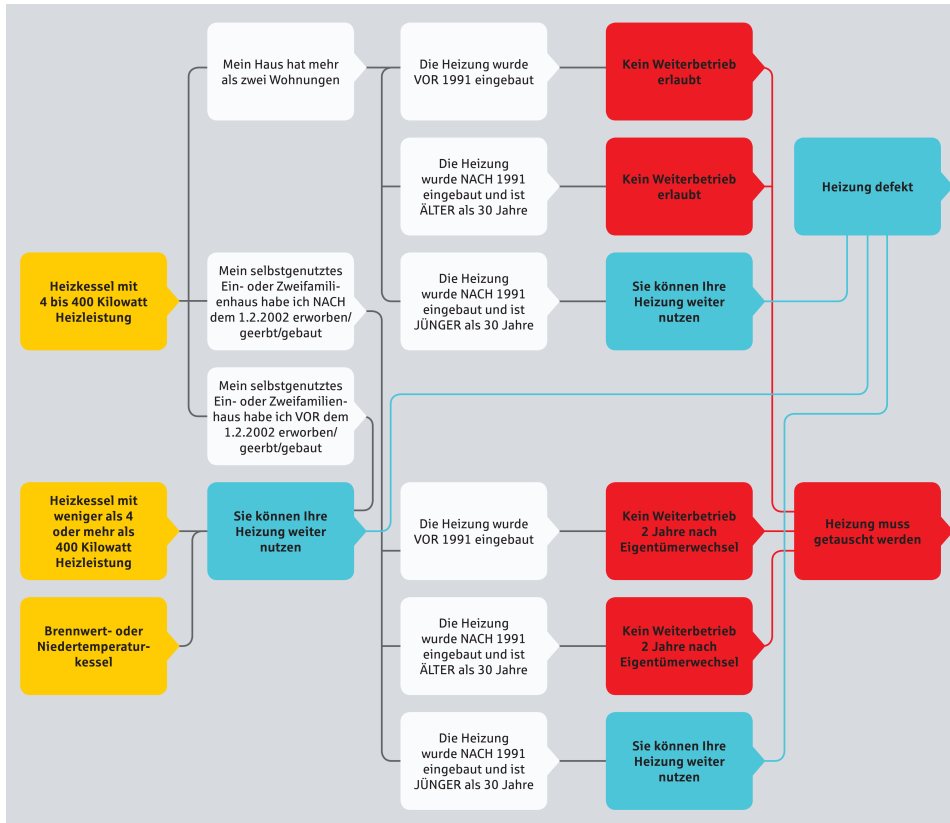 Mein Haus hat mehr
als zwei Wohnungen
Die Heizung wurde
VOR 1991 eingebaut
Kein Weiterbetrieb
erlaubt
Die Heizung
wurde NACH 1991
eingebaut und ist
ÄLTER als 30 Jahre
Kein Weiterbetrieb
erlaubt
Heizung defekt
Heizkessel mit
4 bis 400 Kilowatt
Heizleistung
Mein selbstgenutztes
Ein- oder Zweifamili-
enhaus habe ich NACH
dem 1.2.2002 erworben/
geerbt/gebaut
Die Heizung
wurde NACH 1991
eingebaut und ist
JÜNGER als 30 Jahre
Sie können Ihre
Heizung weiter
nutzen
Mein selbstgenutztes
Ein- oder Zweifamilien-
haus habe ich VOR dem
1.2.2002 erworben/
geerbt/gebaut
Heizkessel mit
weniger als 4
oder mehr als
400 Kilowatt
Heizleistung
Sie können Ihre
Heizung weiter
nutzen
Die Heizung wurde
VOR 1991 eingebaut
Kein Weiterbetrieb
2 Jahre nach
Eigentümerwechsel
Heizung muss
getauscht werden
Brennwert- oder
Niedertemperatur-
kessel
Die Heizung
wurde NACH 1991
eingebaut und ist
ÄLTER als 30 Jahre
Kein Weiterbetrieb
2 Jahre nach
Eigentümerwechsel
Die Heizung
wurde NACH 1991
eingebaut und ist
JÜNGER als 30 Jahre
Sie können Ihre
Heizung weiter
nutzen